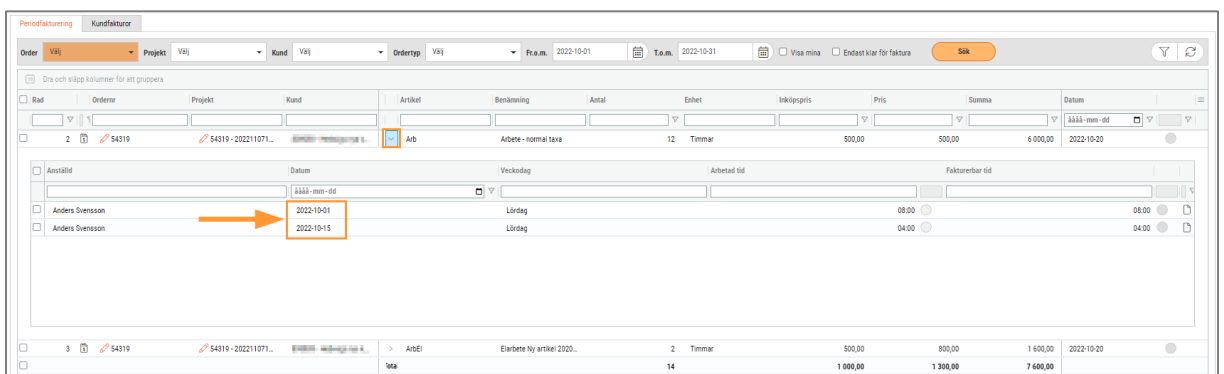 Periodfakturering Kundfakturor
Order Välj Projekt Välj Kund Välj Ordertyp Välj Fr.o.m. 2022-10-01 T.o.m. 2022-10-31 Visa mina Endast klar för faktura Sök
Dra och släpp kolumner för att gruppera
Rad Ordernr Projekt Kund Artikel Benämning Antal Enhet Inköpspris Pris Summa Datum
åååå-mm-dd
2 54319 54319 - 202211071... Arb Arbete - normal taxa 12 Timmar 500,00 500,00 6 000,00 2022-10-20
Anställd Datum Veckodag Arbetad tid Fakturerbar tid
åååå-mm-dd
Anders Svensson 2022-10-01 Lördag 08:00 08:00
Anders Svensson 2022-10-15 Lördag 04:00 04:00
3 54319 54319 - 202211071... ArbEl Elarbete Ny artikel 2020... 2 Timmar 500,00 800,00 1 600,00 2022-10-20
Total 14 1 000,00 1 300,00 7 600,00